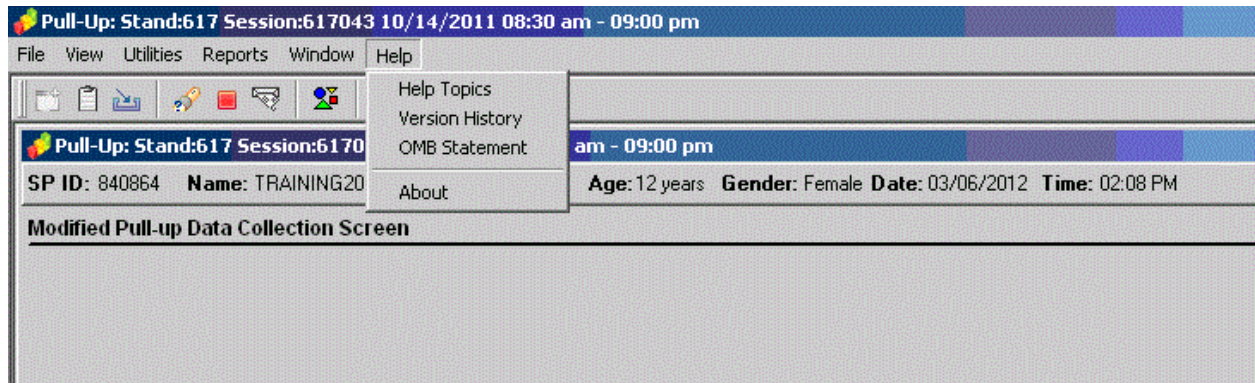 Pull-Up: Stand:617 Session:617043 10/14/2011 08:30 am - 09:00 pm
File View Utilities Reports Window Help
Help Topics
Version History
OMB Statement
About
Pull-Up: Stand:617 Session:6170 am - 09:00 pm
SP ID: 840864 Name: TRAINING20 Age: 12 years Gender: Female Date: 03/06/2012 Time: 02:08 PM
Modified Pull-up Data Collection Screen